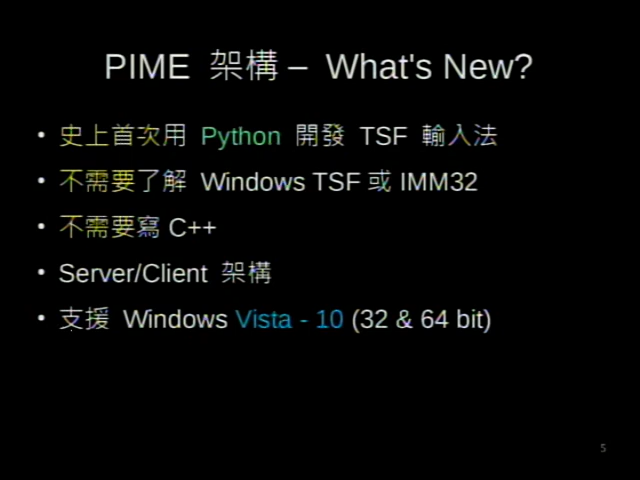 PIME 架構 – What's New?
• 史上首次用 Python 開發 TSF 輸入法
• 不需要了解 Windows TSF 或 IMM32
• 不需要寫 C++
• Server/Client 架構
• 支援 Windows Vista - 10 (32 & 64 bit)
5